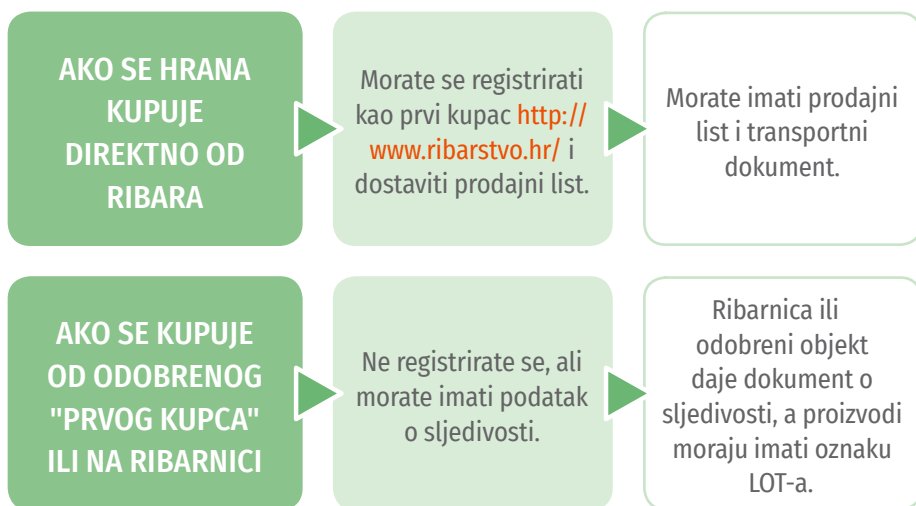 AKO SE HRANA
KUPUJE
DIREKTNO OD
RIBARA
Morate se registrirati
kao prvi kupac http://
www.ribarstvo.hr/ i
dostaviti prodajni list.
Morate imati prodajni
list i transportni
dokument.
AKO SE KUPUJE
OD ODOBRENOG
"PRVOG KUPCA"
ILI NA RIBARNICI
Ne registrirate se, ali
morate imati podatak
o sljedivosti.
Ribarnica ili
odobreni objekt
daje dokument o
sljedivosti, a proizvodi
moraju imati oznaku
LOT-a.